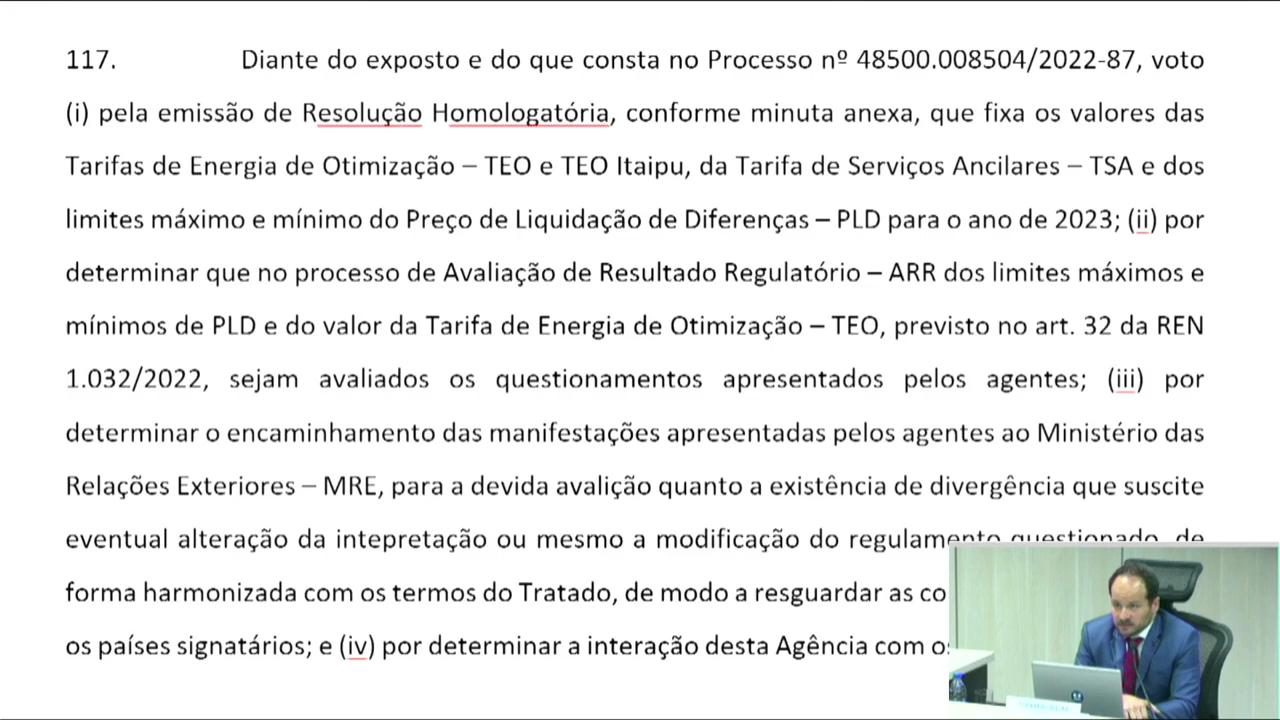 117. Diante do exposto e do que consta no Processo nº 48500.008504/2022-87, voto
(i) pela emissão de Resolução Homologatória, conforme minuta anexa, que fixa os valores das
Tarifas de Energia de Otimização – TEO e TEO Itaipu, da Tarifa de Serviços Ancilares – TSA e dos
limites máximo e mínimo do Preço de Liquidação de Diferenças – PLD para o ano de 2023; (ii) por
determinar que no processo de Avaliação de Resultado Regulatório – ARR dos limites máximos e
mínimos de PLD e do valor da Tarifa de Energia de Otimização – TEO, previsto no art. 32 da REN
1.032/2022, sejam avaliados os questionamentos apresentados pelos agentes; (iii) por
determinar o encaminhamento das manifestações apresentadas pelos agentes ao Ministério das
Relações Exteriores – MRE, para a devida avalição quanto a existência de divergência que suscite
eventual alteração da intepretação ou mesmo a modificação do regulamento questionado, de
forma harmonizada com os termos do Tratado, de modo a resguardar as co
os países signatários; e (iv) por determinar a interação desta Agência com